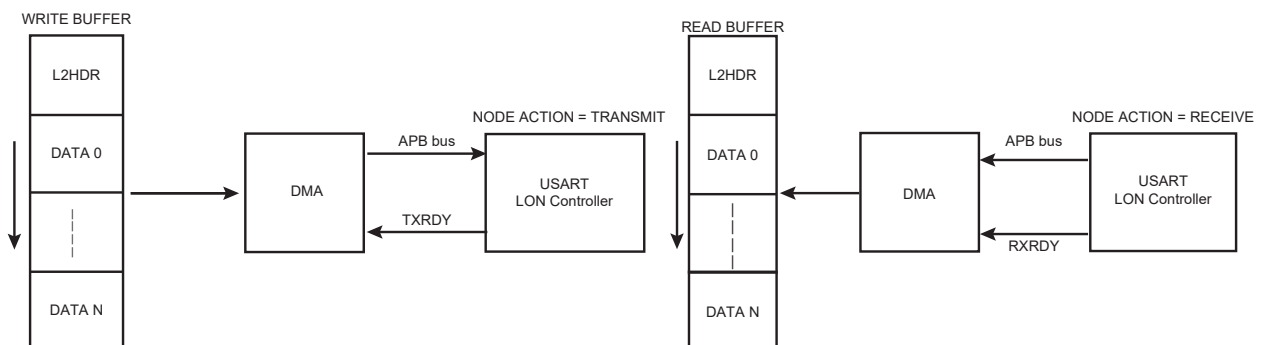 WRITE BUFFER
L2HDR
DATA 0
DATA N
DMA
APB bus
TXRDY
NODE ACTION = TRANSMIT
USART
LON Controller
READ BUFFER
L2HDR
DATA 0
DATA N
DMA
APB bus
RXRDY
NODE ACTION = RECEIVE
USART
LON Controller